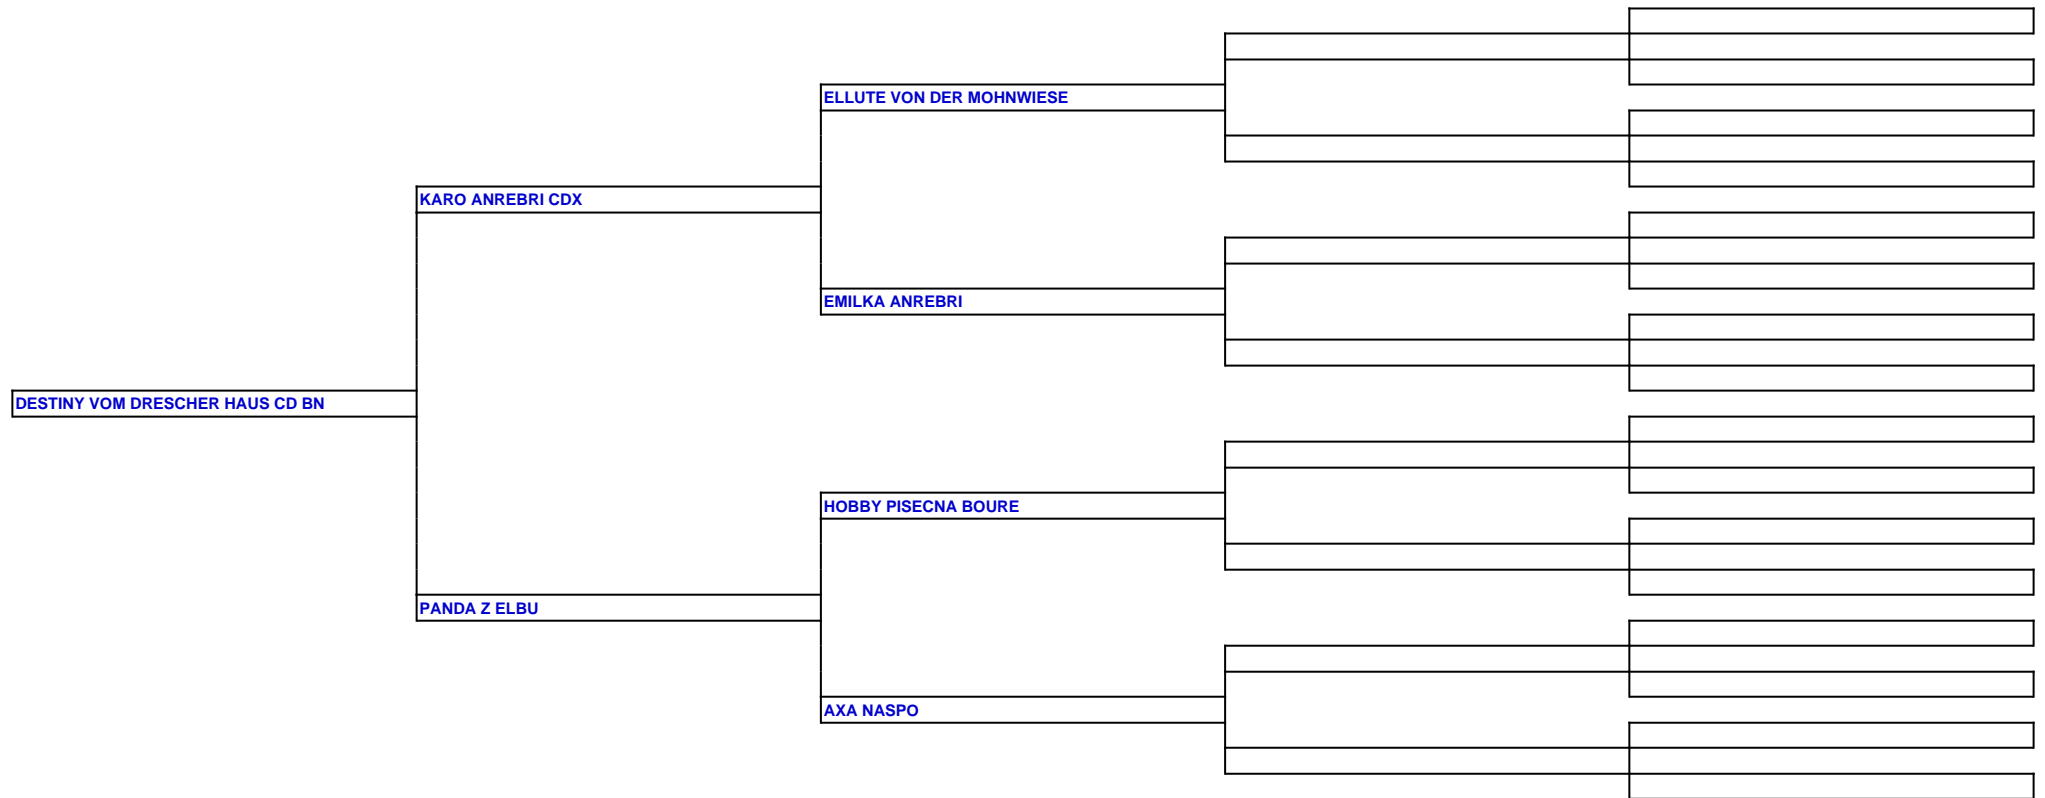 ELLUTE VON DER MOHNWIESE
KARO ANREBRI CDX
EMILKA ANREBRI
DESTINY VOM DRESCHER HAUS CD BN
HOBBY PISECNA BOURE
PANDA Z ELBU
AXA NASPO